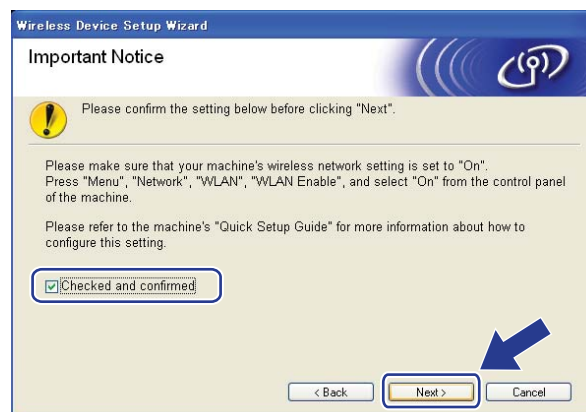 Wireless Device Setup Wizard
Important Notice
Please confirm the setting below before clicking "Next".
Please make sure that your machine's wireless network setting is set to "On".
Press "Menu", "Network", "WLAN", "WLAN Enable", and select "On" from the control panel
of the machine.
Please refer to the machine's "Quick Setup Guide" for more information about how to
configure this setting.
Checked and confirmed
< Back
Next >
Cancel